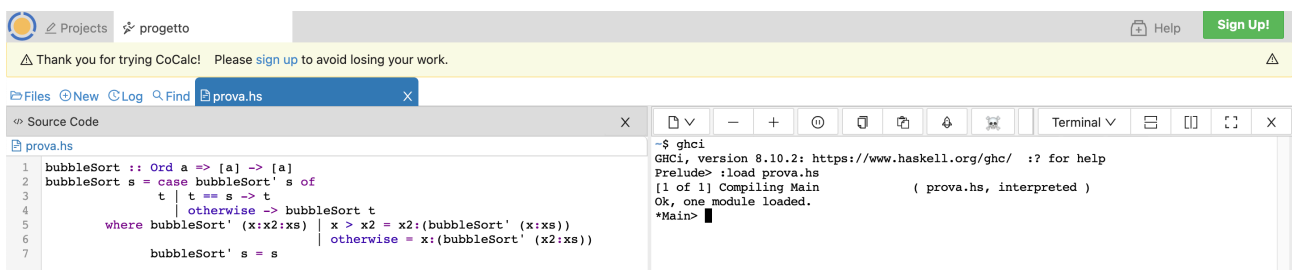 Projects progetto Help Sign Up!
Thank you for trying CoCalc! Please sign up to avoid losing your work.
Files New Log Find prova.hs X
</> Source Code X
prova.hs
1 bubbleSort :: Ord a => [a] -> [a]
2 bubbleSort s = case bubbleSort' s of
3 t | t == s -> t
4 | otherwise -> bubbleSort t
5 where bubbleSort' (x:x2:xs) | x > x2 = x2:(bubbleSort' (x:xs))
6 | otherwise = x:(bubbleSort' (x2:xs))
7 bubbleSort' s = s
Terminal X
~$ ghci
GHCi, version 8.10.2: https://www.haskell.org/ghc/ :? for help
Prelude> :load prova.hs
[1 of 1] Compiling Main ( prova.hs, interpreted )
Ok, one module loaded.
*Main>